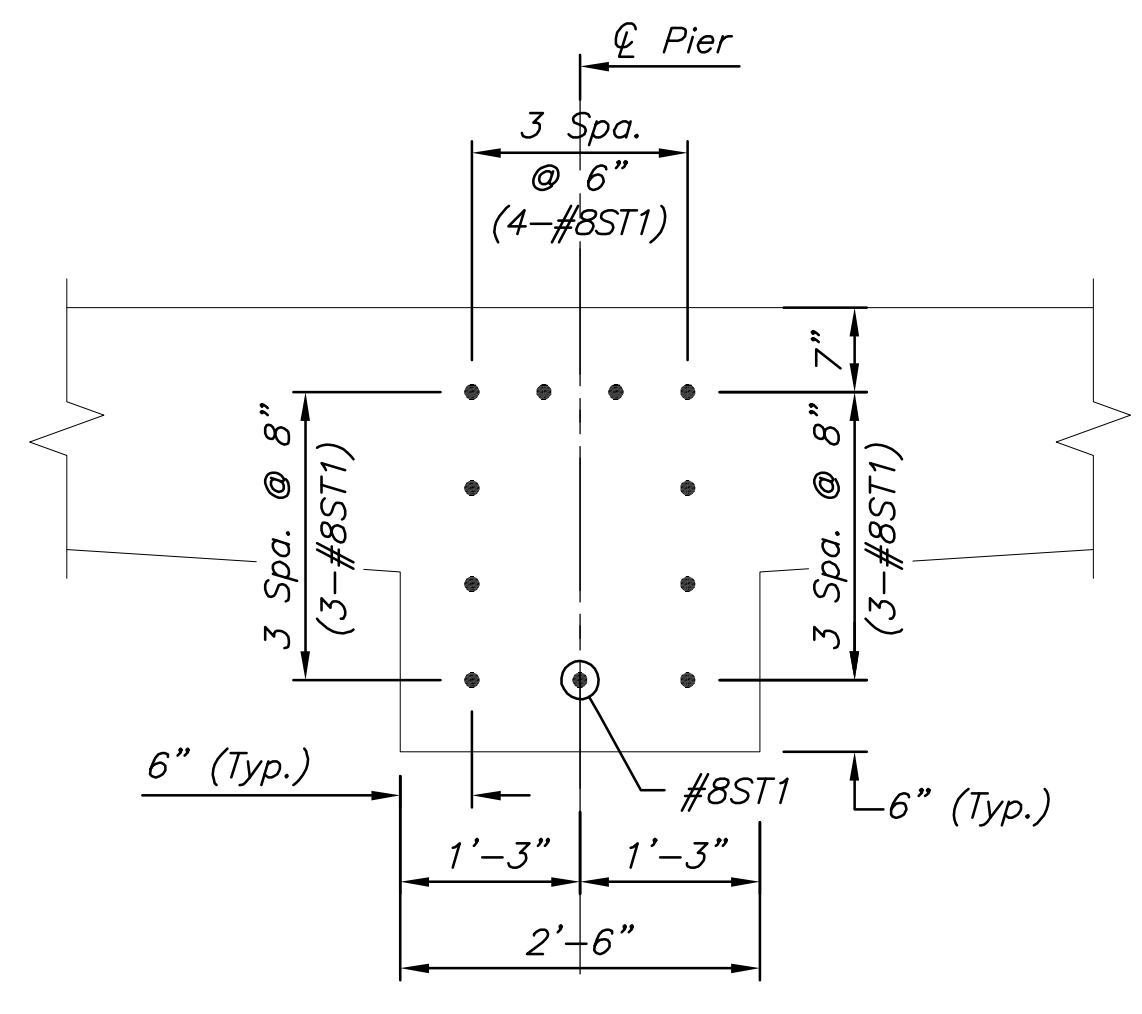 ℄ Pier
3 Spa.
@ 6”
(4-#8ST1)
7”
3 Spa. @ 8”
(3-#8ST1)
3 Spa. @ 8”
(3-#8ST1)
6” (Typ.)
#8ST1
6” (Typ.)
1’-3”
1’-3”
2’-6”